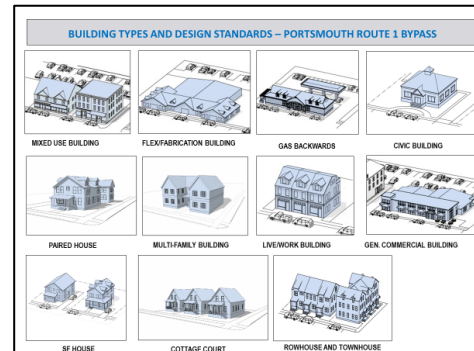 BUILDING TYPES AND DESIGN STANDARDS – PORTSMOUTH ROUTE 1 BYPASS
MIXED USE BUILDING
FLEX/FABRICATION BUILDING
GAS BACKWARDS
CIVIC BUILDING
PAIRED HOUSE
MULTI-FAMILY BUILDING
LIVE/WORK BUILDING
GEN. COMMERCIAL BUILDING
SF HOUSE
COTTAGE COURT
ROWHOUSE AND TOWNHOUSE